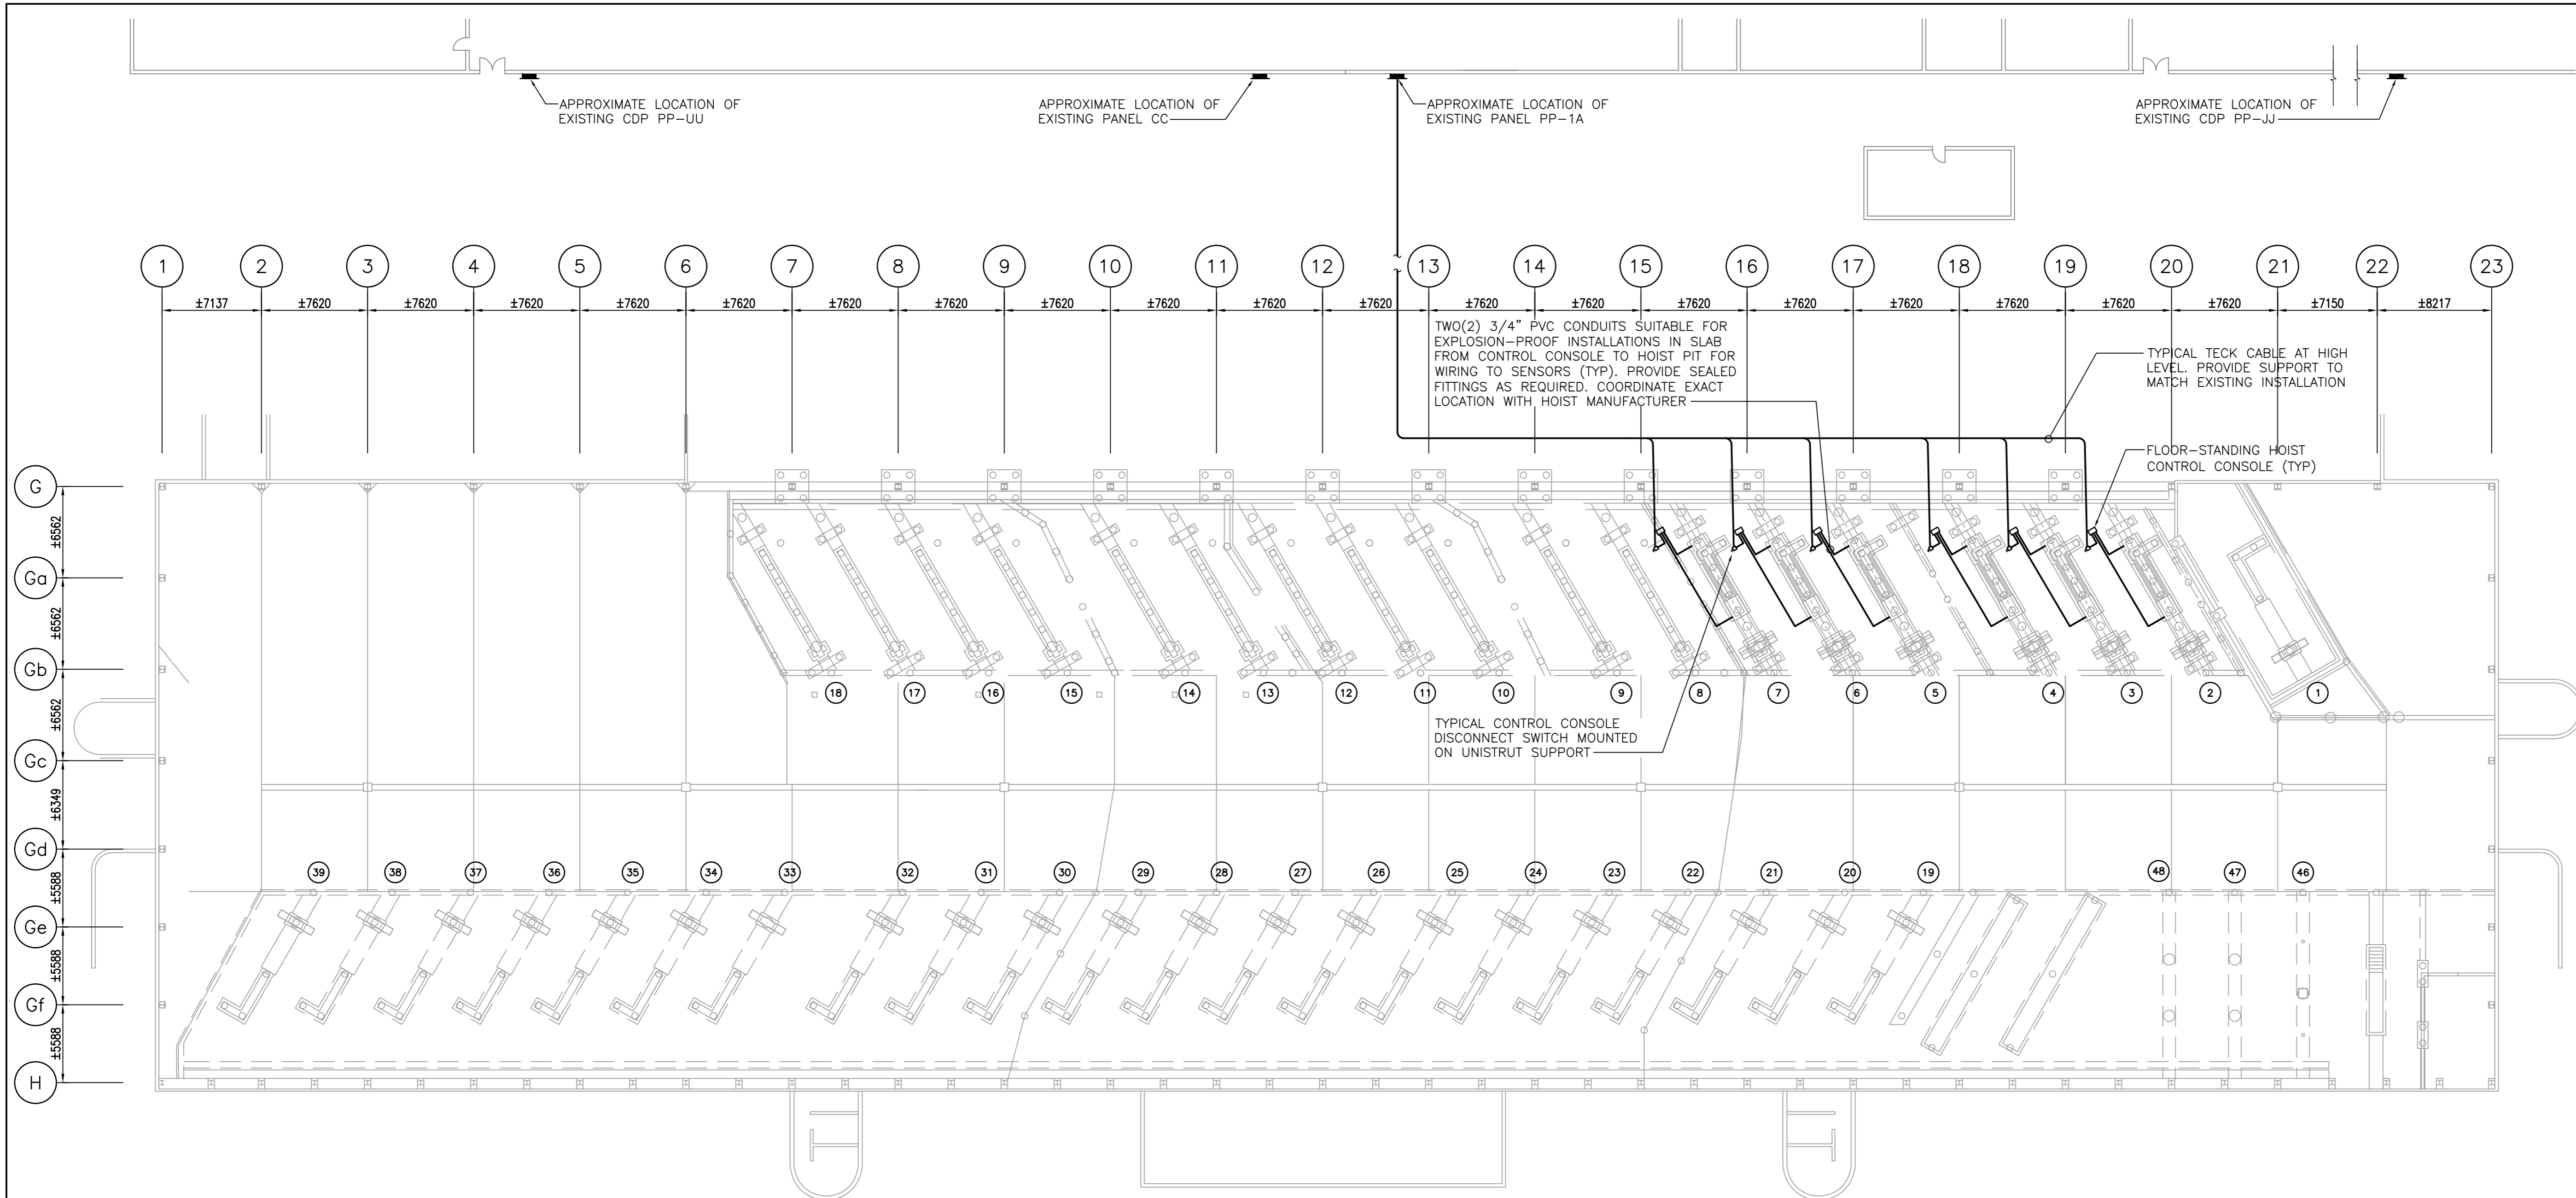 APPROXIMATE LOCATION OF
EXISTING CDP PP-UU
APPROXIMATE LOCATION OF
EXISTING PANEL CC
APPROXIMATE LOCATION OF
EXISTING PANEL PP-1A
APPROXIMATE LOCATION OF
EXISTING CDP PP-JJ
1 2 3 4 5 6 7 8 9 10 11 12 13 14 15 16 17 18 19 20 21 22 23
±7137 ±7620 ±7620 ±7620 ±7620 ±7620 ±7620 ±7620 ±7620 ±7620 ±7620 ±7620 ±7620 ±7620 ±7620 ±7620 ±7620 ±7620 ±7620 ±7620 ±7150 ±8217
TWO(2) 3/4" PVC CONDUITS SUITABLE FOR
EXPLOSION-PROOF INSTALLATIONS IN SLAB
FROM CONTROL CONSOLE TO HOIST PIT FOR
WIRING TO SENSORS (TYP). PROVIDE SEALED
FITTINGS AS REQUIRED. COORDINATE EXACT
LOCATION WITH HOIST MANUFACTURER
TYPICAL TECK CABLE AT HIGH
LEVEL. PROVIDE SUPPORT TO
MATCH EXISTING INSTALLATION
FLOOR-STANDING HOIST
CONTROL CONSOLE (TYP)
G
±6562
Ga
±6562
Gb
±6562
Gc
±6349
Gd
±5588
Ge
±5588
Gf
±5588
H
18 17 16 15 14 13 12 11 10 9 8 7 6 5 4 3 2 1
TYPICAL CONTROL CONSOLE
DISCONNECT SWITCH MOUNTED
ON UNISTRUT SUPPORT
39 38 37 36 35 34 33 32 31 30 29 28 27 26 25 24 23 22 21 20 19 48 47 46